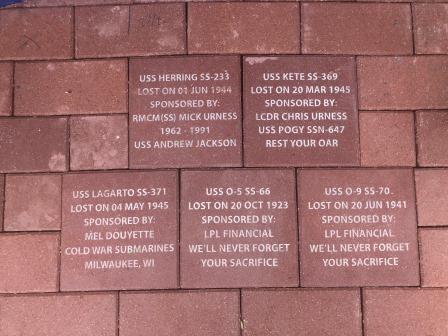 USS HERRING SS-233
LOST ON 01 JUN 1944
SPONSORED BY:
RMCM(SS) MICK URNESS
1962 - 1991
USS ANDREW JACKSON
USS KETE SS-369
LOST ON 20 MAR 1945
SPONSORED BY:
LCDR CHRIS URNESS
USS POGY SSN-647
REST YOUR OAR
USS LAGARTO SS-371
LOST ON 04 MAY 1945
SPONSORED BY:
MEL DOUYETTE
COLD WAR SUBMARINES
MILWAUKEE, WI
USS O-5 SS-66
LOST ON 20 OCT 1923
SPONSORED BY:
LPL FINANCIAL
WE'LL NEVER FORGET
YOUR SACRIFICE
USS O-9 SS-70
LOST ON 20 JUN 1941
SPONSORED BY:
LPL FINANCIAL
WE'LL NEVER FORGET
YOUR SACRIFICE